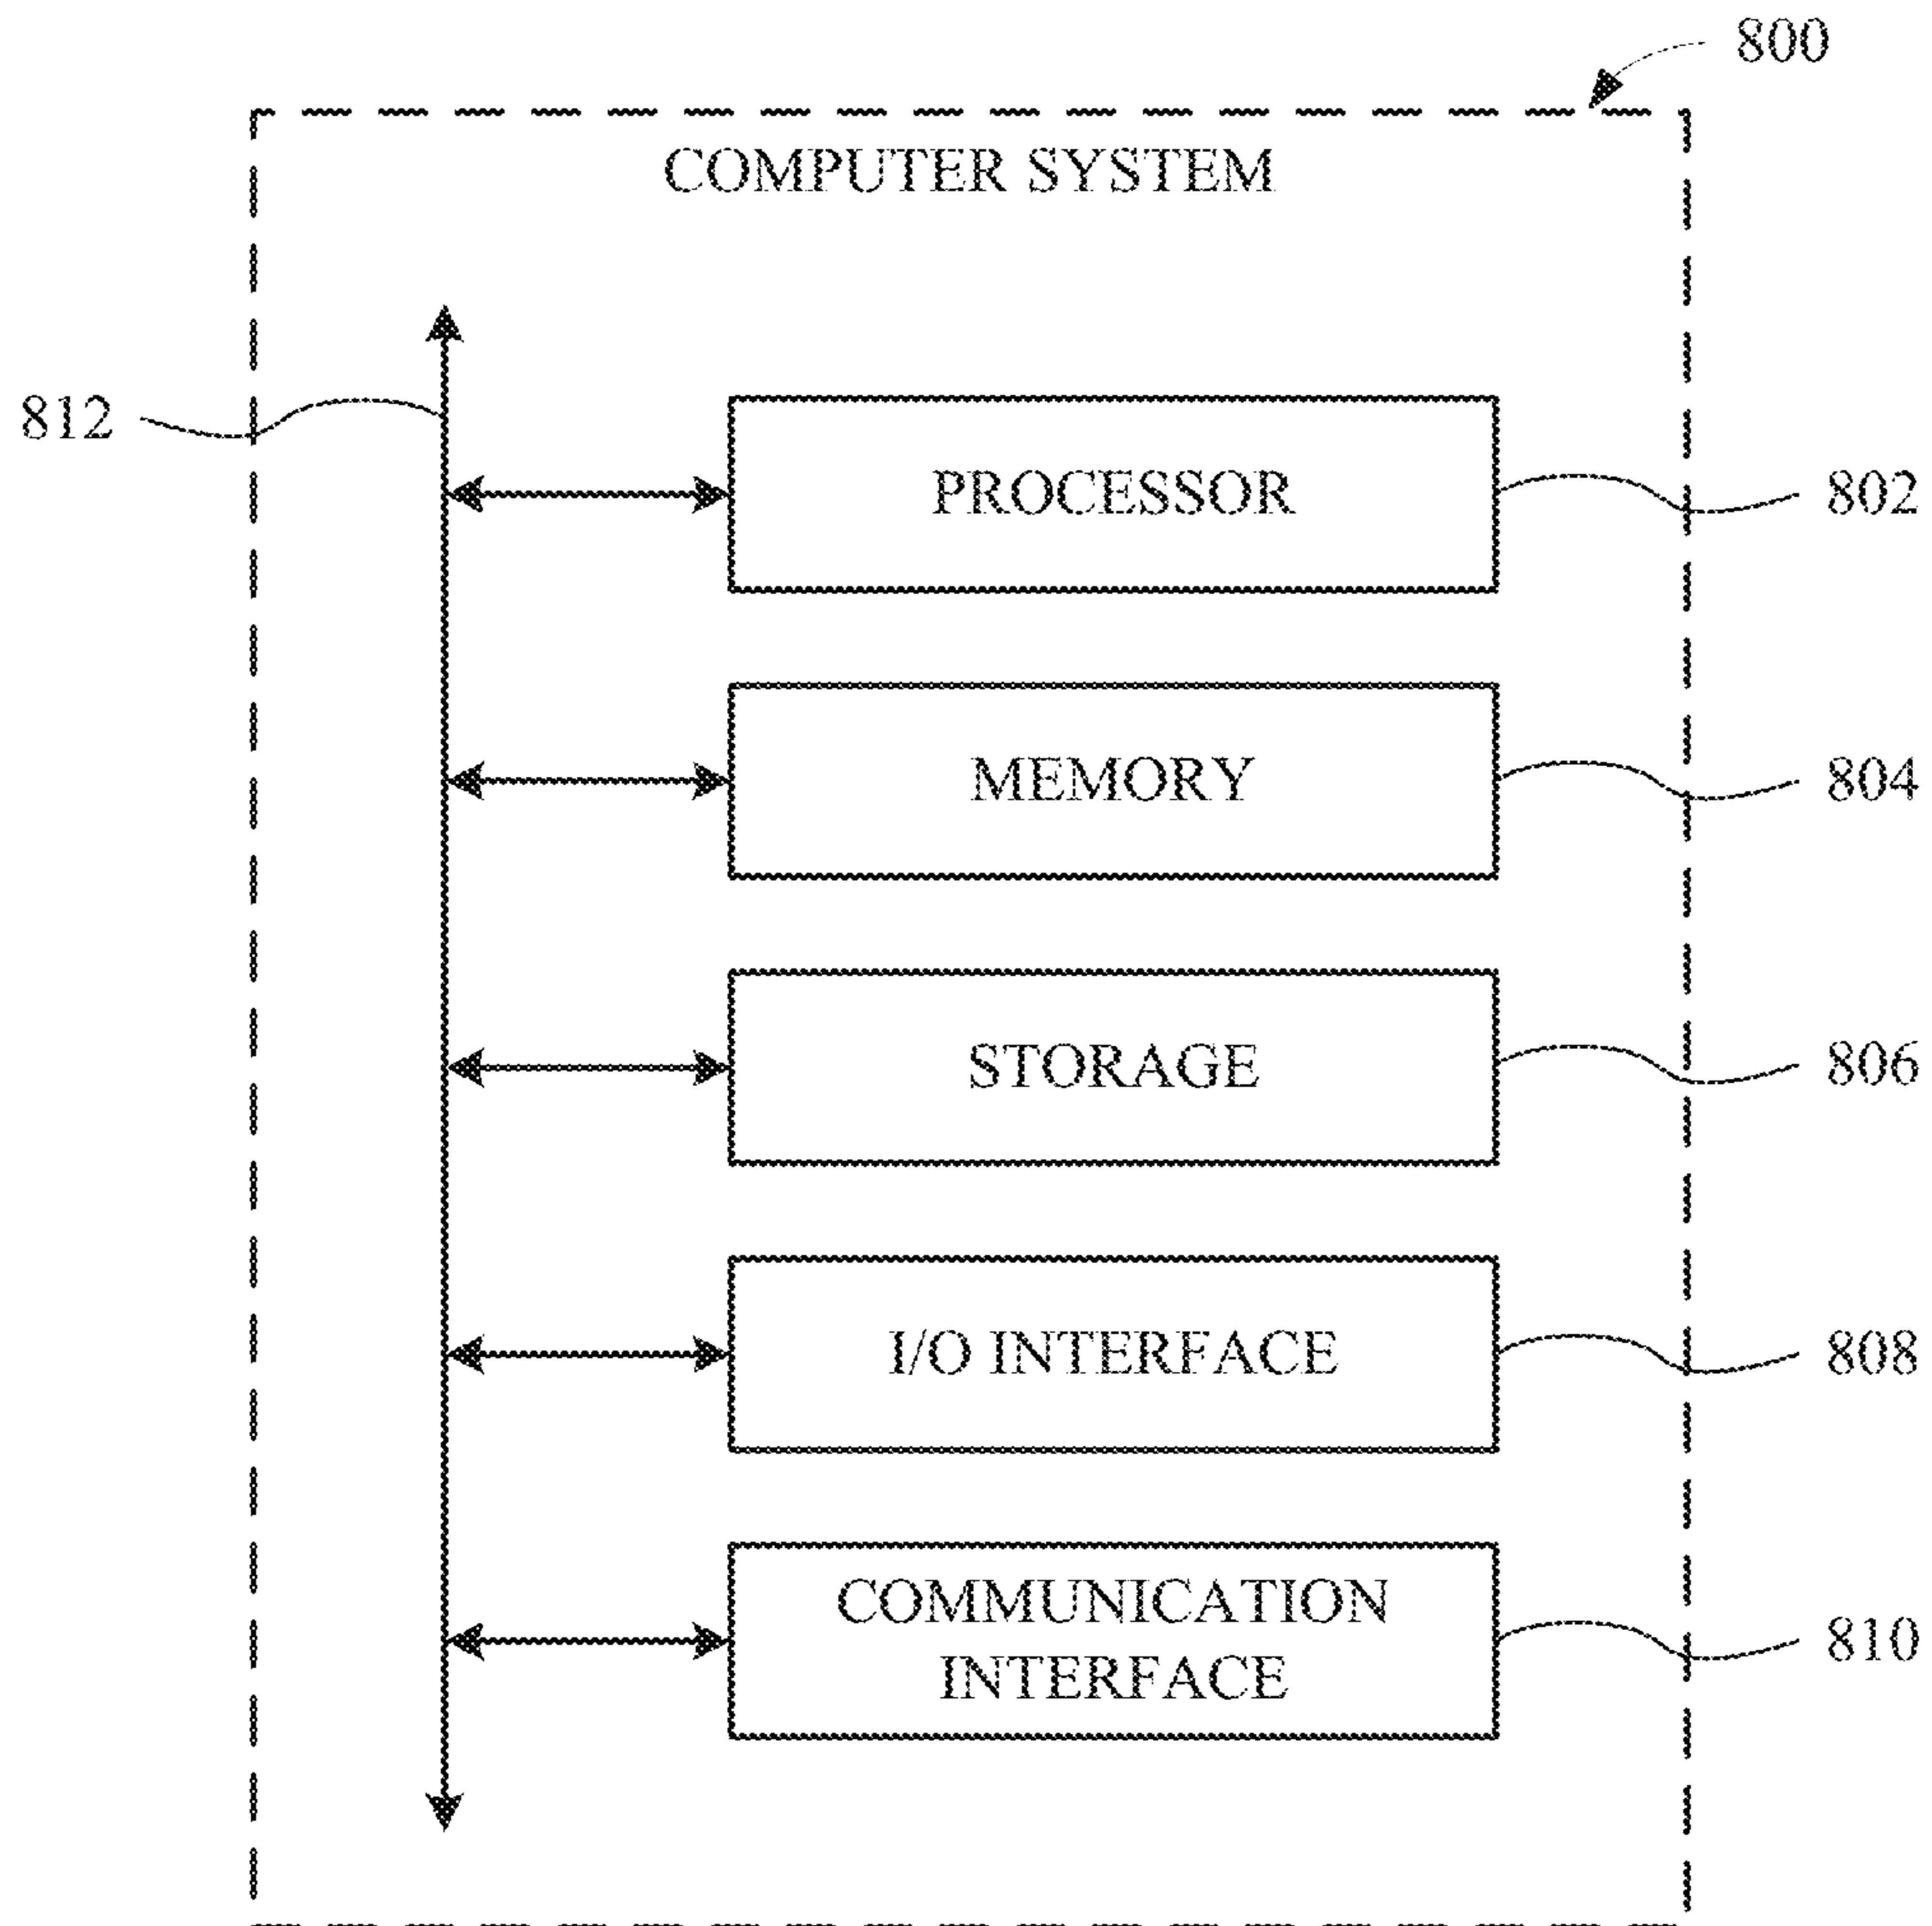 800
COMPUTER SYSTEM
812
PROCESSOR
802
MEMORY
804
STORAGE
806
I/O INTERFACE
808
COMMUNICATION
INTERFACE
810